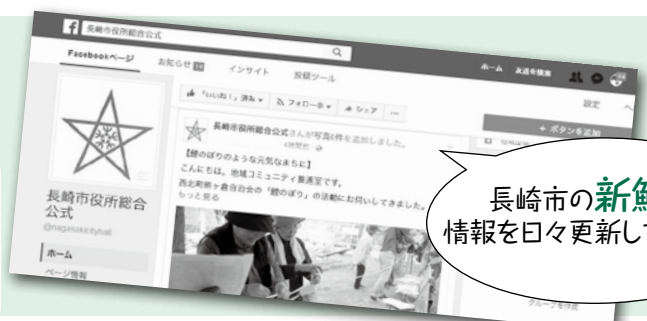 長崎市役所総合公式
ホーム 友達を検索
Facebookページ
お知らせ
インサイト
投稿ツール
設定
「いいね！」済み
フォロー中
シェア
+ ボタンを追加
長崎市役所総合公式さんが写真6件を追加しました。
【鯉のぼりのような元気なまちに】
こんにちは。地域コミュニティ推進室です。
西北町熊ヶ倉自治会の「鯉のぼり」の活動にお伺いしてきました。
もっと見る
長崎市役所総合
公式
@nagasakicityhall
ホーム
ページ情報
長崎市の新鮮
情報を日々更新して
グループを作成